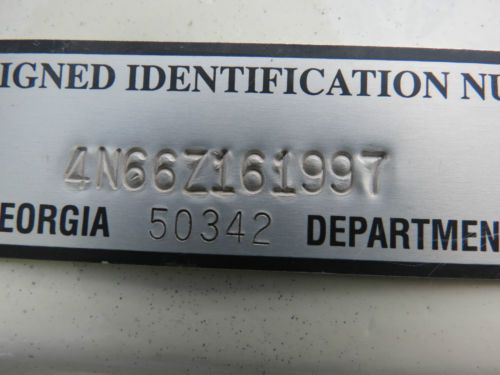 IGNED IDENTIFICATION NU
4N66Z161997
EORGIA 50342 DEPARTMEN